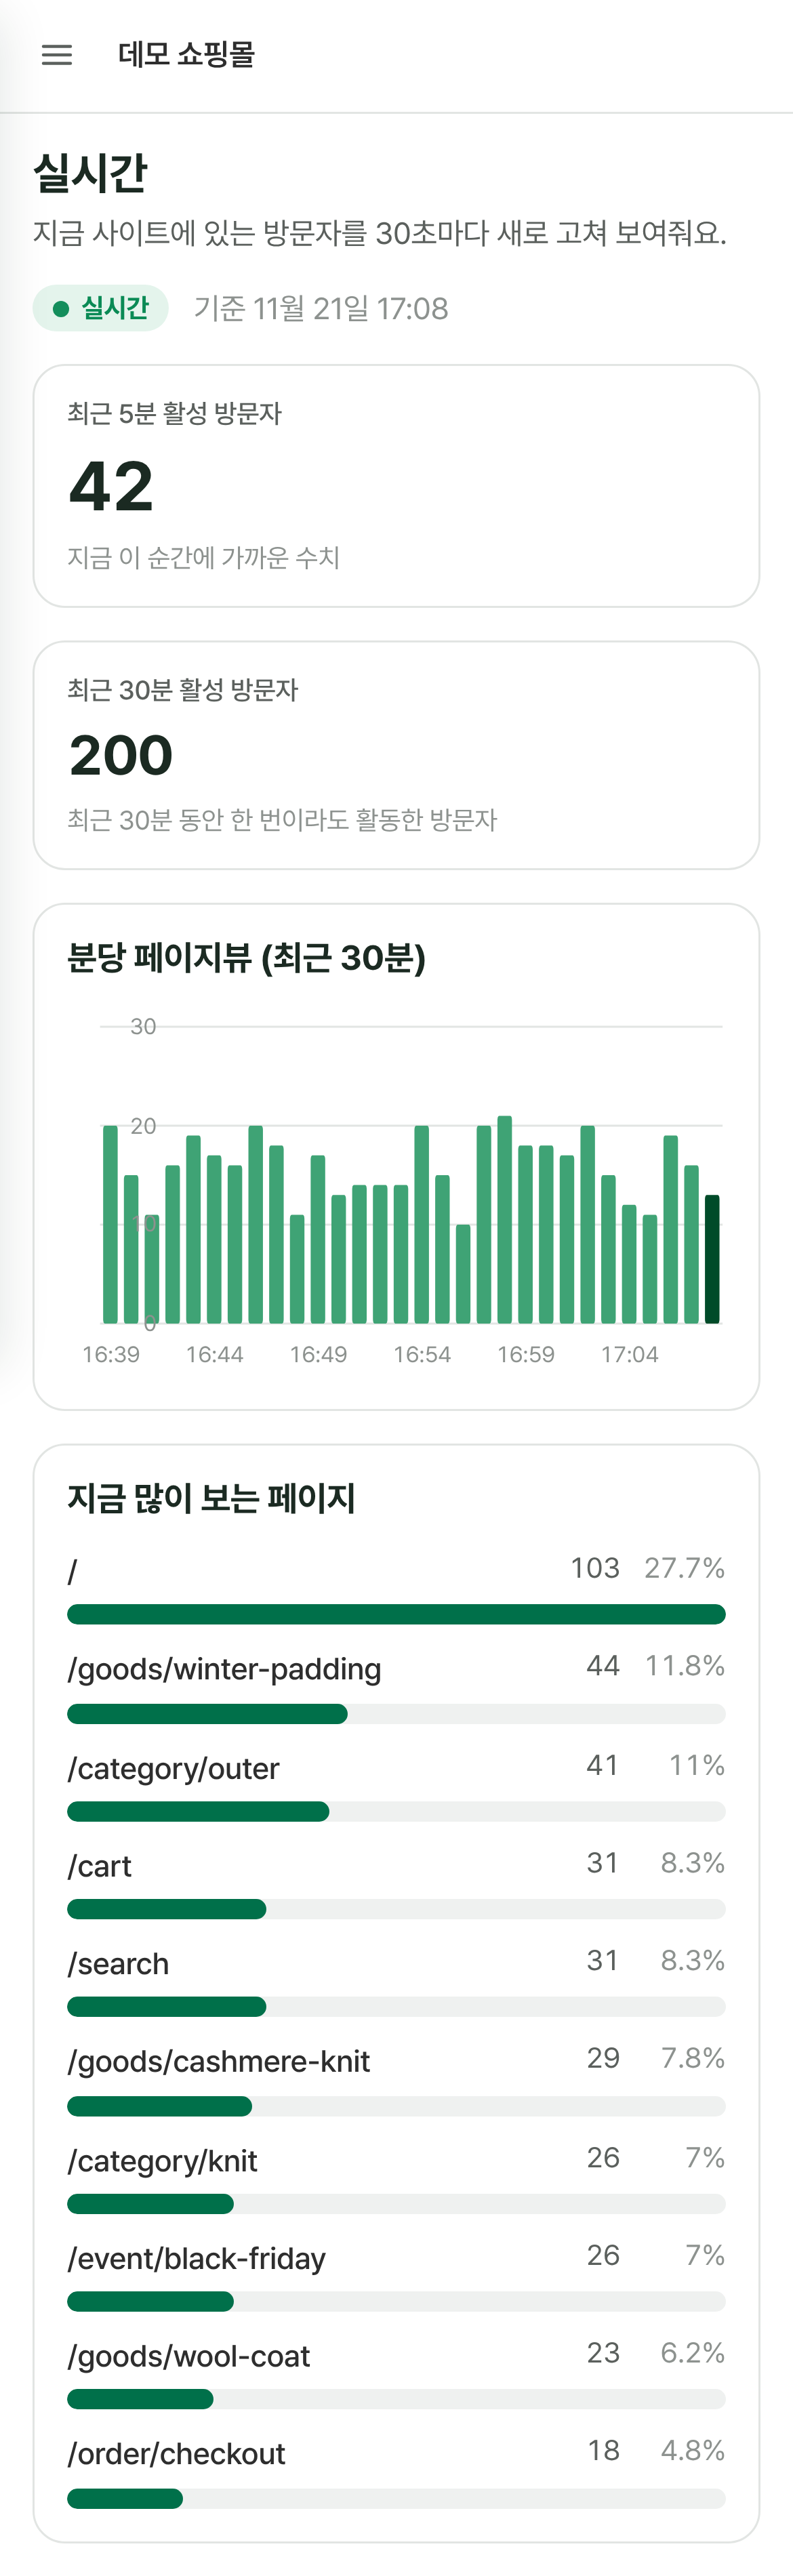 데모 쇼핑몰
실시간
지금 사이트에 있는 방문자를 30초마다 새로 고쳐 보여줘요.
실시간 기준 11월 21일 17:08
최근 5분 활성 방문자
42
지금 이 순간에 가까운 수치
최근 30분 활성 방문자
200
최근 30분 동안 한 번이라도 활동한 방문자
분당 페이지뷰 (최근 30분)
30
20
10
0
16:39 16:44 16:49 16:54 16:59 17:04
지금 많이 보는 페이지
/ 103 27.7%
/goods/winter-padding 44 11.8%
/category/outer 41 11%
/cart 31 8.3%
/search 31 8.3%
/goods/cashmere-knit 29 7.8%
/category/knit 26 7%
/event/black-friday 26 7%
/goods/wool-coat 23 6.2%
/order/checkout 18 4.8%